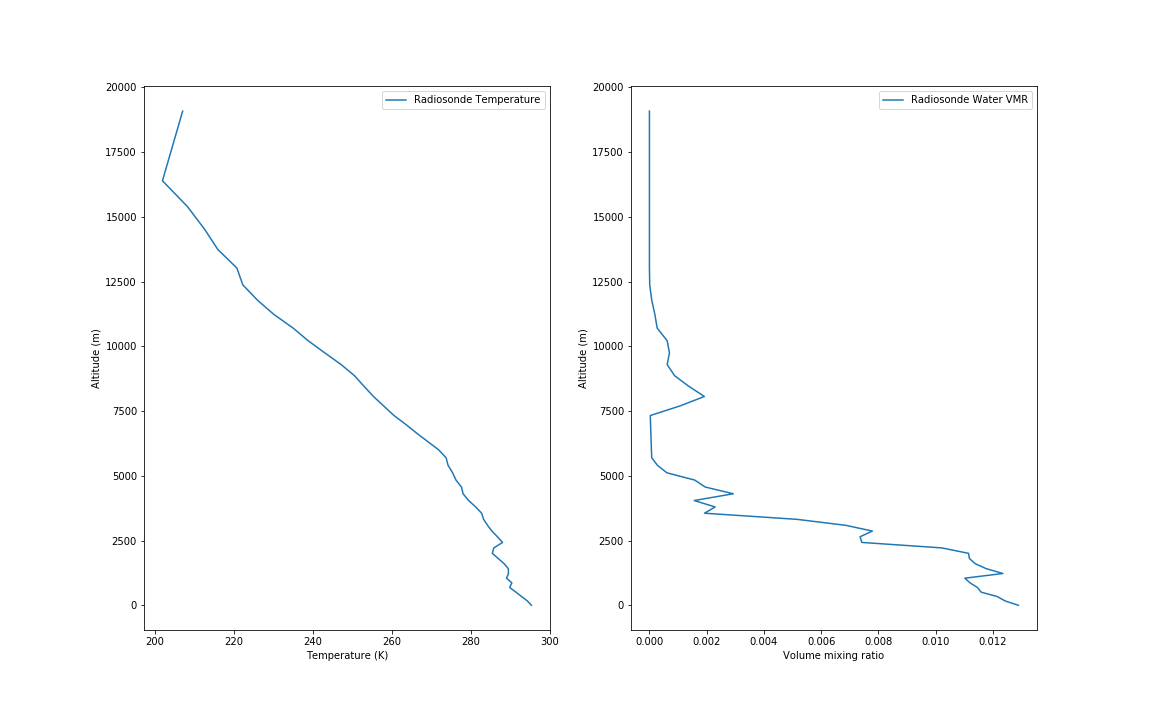 Radiosonde Temperature
20000
17500
15000
12500
10000
7500
5000
2500
0
Altitude (m)
200 220 240 260 280 300
Temperature (K)
Radiosonde Water VMR
20000
17500
15000
12500
10000
7500
5000
2500
0
Altitude (m)
0.000 0.002 0.004 0.006 0.008 0.010 0.012
Volume mixing ratio